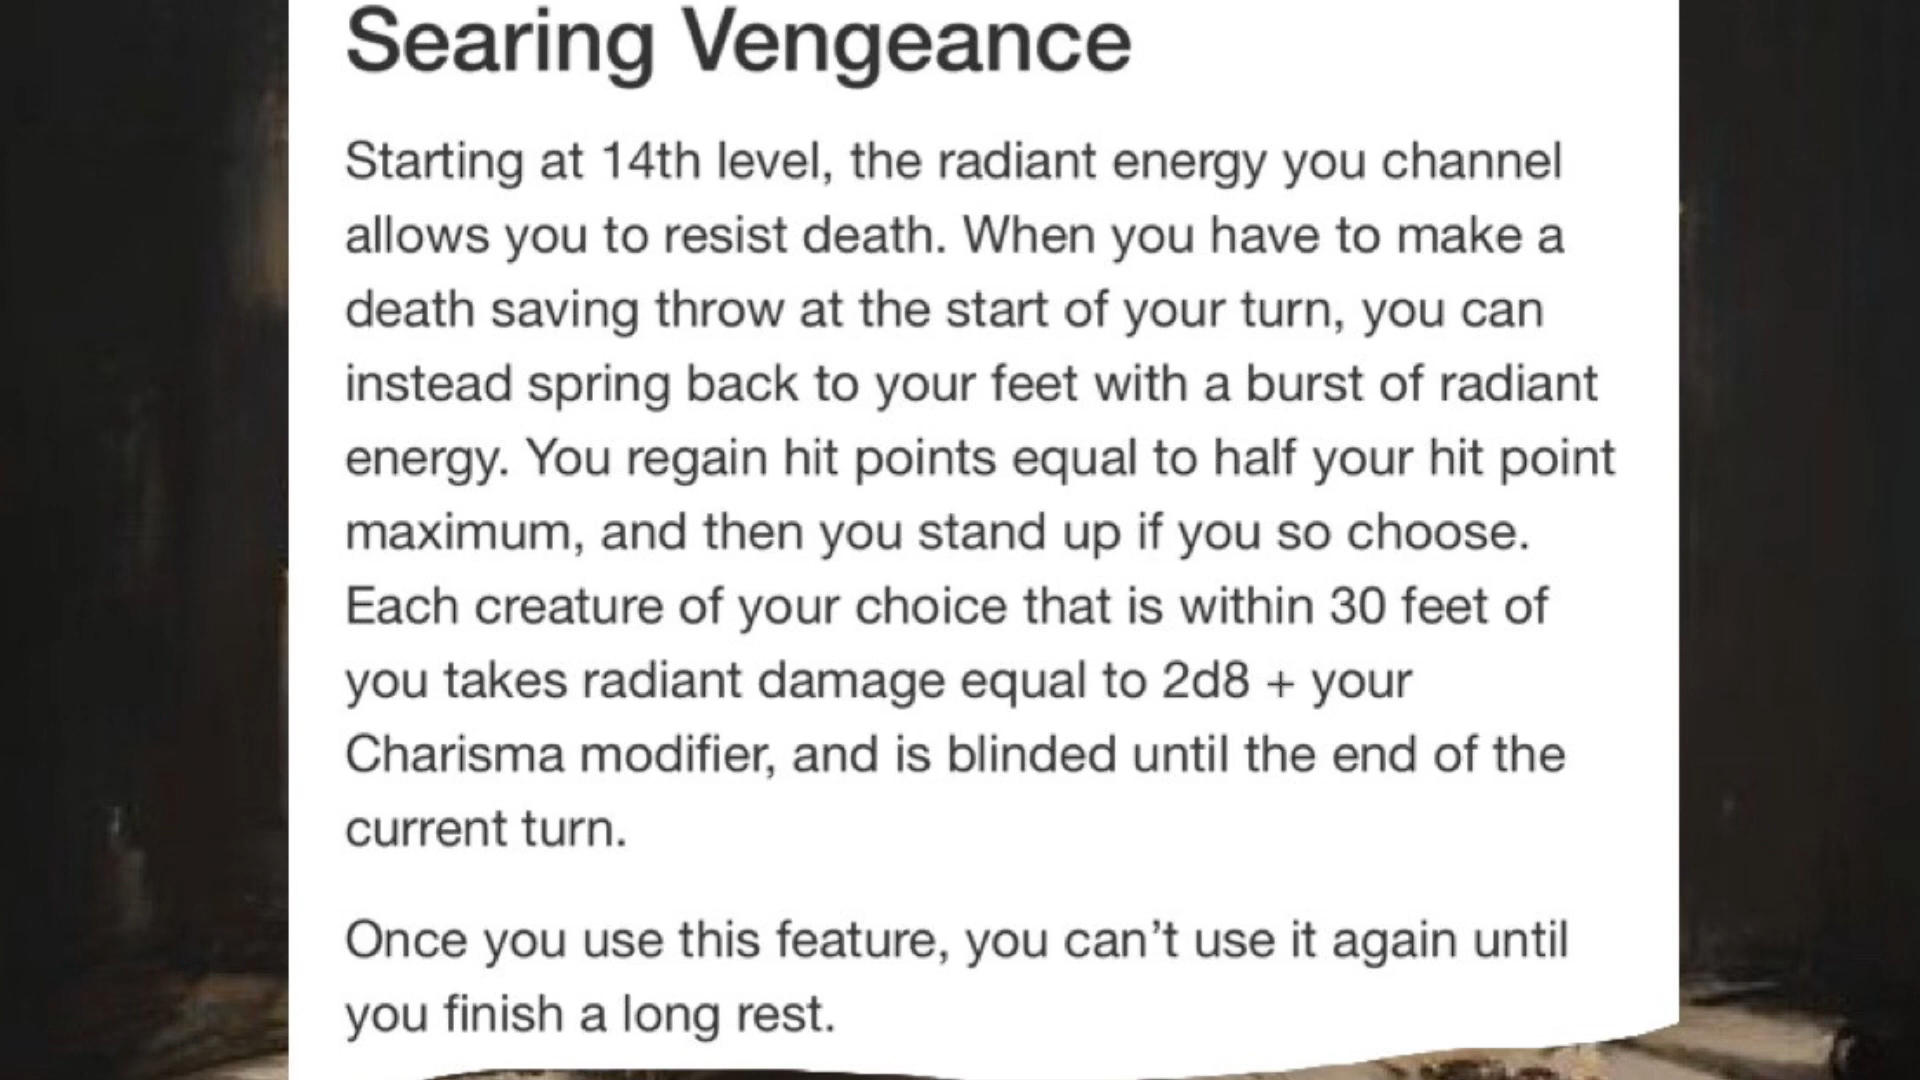 Searing Vengeance
Starting at 14th level, the radiant energy you channel
allows you to resist death. When you have to make a
death saving throw at the start of your turn, you can
instead spring back to your feet with a burst of radiant
energy. You regain hit points equal to half your hit point
maximum, and then you stand up if you so choose.
Each creature of your choice that is within 30 feet of
you takes radiant damage equal to 2d8 + your
Charisma modifier, and is blinded until the end of the
current turn.
Once you use this feature, you can’t use it again until
you finish a long rest.